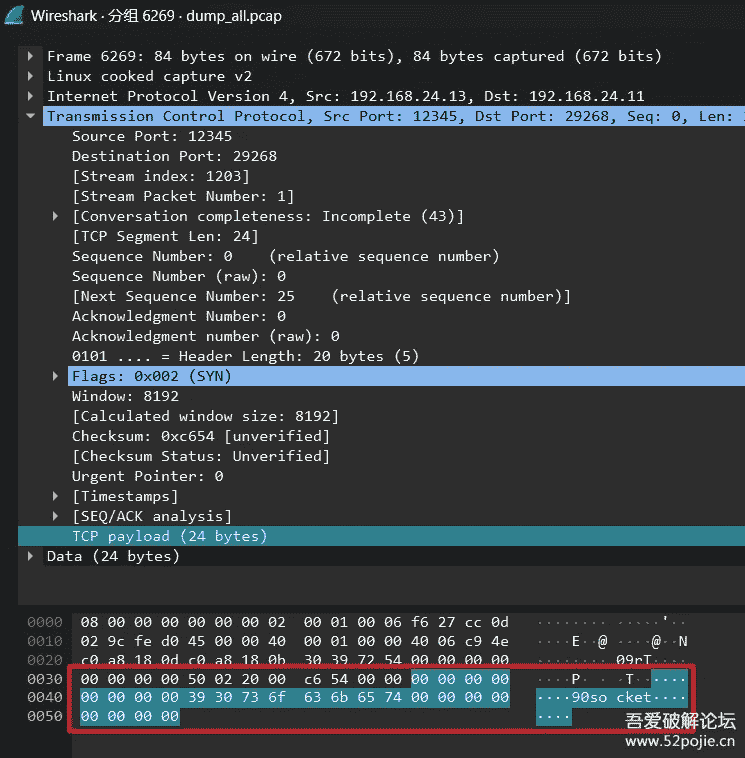 Wireshark · 分组 6269 · dump_all.pcap
Frame 6269: 84 bytes on wire (672 bits), 84 bytes captured (672 bits)
Linux cooked capture v2
Internet Protocol Version 4, Src: 192.168.24.13, Dst: 192.168.24.11
Transmission Control Protocol, Src Port: 12345, Dst Port: 29268, Seq: 0, Len:
Source Port: 12345
Destination Port: 29268
[Stream index: 1203]
[Stream Packet Number: 1]
[Conversation completeness: Incomplete (43)]
[TCP Segment Len: 24]
Sequence Number: 0    (relative sequence number)
Sequence Number (raw): 0
[Next Sequence Number: 25    (relative sequence number)]
Acknowledgment Number: 0
Acknowledgment number (raw): 0
0101 .... = Header Length: 20 bytes (5)
Flags: 0x002 (SYN)
Window: 8192
[Calculated window size: 8192]
Checksum: 0xc654 [unverified]
[Checksum Status: Unverified]
Urgent Pointer: 0
[Timestamps]
[SEQ/ACK analysis]
TCP payload (24 bytes)
Data (24 bytes)
0000 08 00 00 00 00 00 00 02 00 01 00 06 f6 27 cc 0d ········ ·····'··
0010 02 9c fe d0 45 00 00 40 00 01 00 00 40 06 c9 4e ····E··@ ····@··N
0020 c0 a8 18 0d c0 a8 18 0b 30 39 72 54 00 00 00 00 ········ 09rT····
0030 00 00 00 00 50 02 20 00 c6 54 00 00 00 00 00 00 ····P· · ·T······
0040 00 00 00 00 39 30 73 6f 63 6b 65 74 00 00 00 00 ····90so cket····
0050 00 00 00 00 ····
吾爱破解论坛
www.52pojie.cn